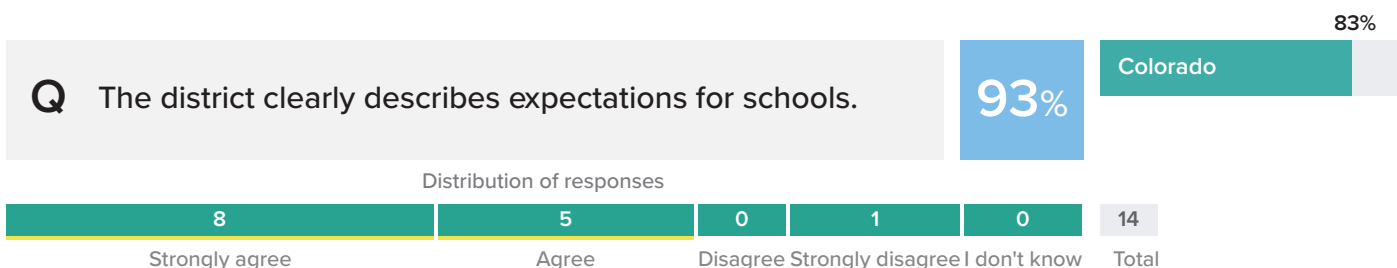 83%
Q The district clearly describes expectations for schools.
93%
Colorado
Distribution of responses
8 5 0 1 0 14
Strongly agree Agree Disagree Strongly disagree I don't know Total